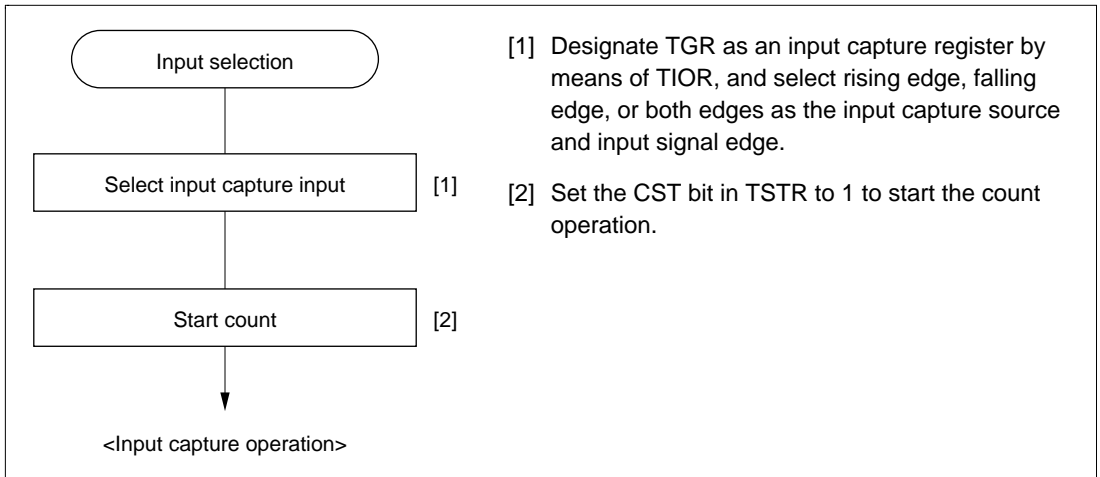 Input selection
Select input capture input
[1]
Start count
[2]
<Input capture operation>
[1] Designate TGR as an input capture register by
means of TIOR, and select rising edge, falling
edge, or both edges as the input capture source
and input signal edge.
[2] Set the CST bit in TSTR to 1 to start the count
operation.